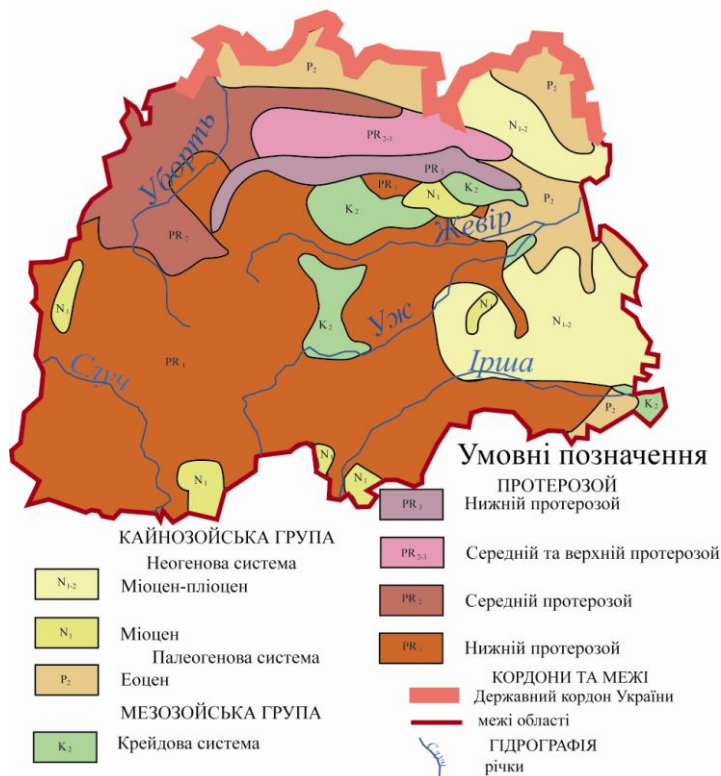 P₂
P₂
N₁₋₂
PR₂₋₃
Уборть
PR₃
PR₁
K₂
N₁
K₂
P₂
Жевір
PR₂
N₁
K₂
Уж
N₁
N₁₋₂
PR₁
Случ
Ірша
P₂
K₂
N₁
N₁
N₁
Умовні позначення
ПРОТЕРОЗОЙ
PR₃ Нижній протерозой
PR₂₋₃ Середній та верхній протерозой
PR₂ Середній протерозой
PR₁ Нижній протерозой
КОРДОНИ ТА МЕЖІ
Державний кордон України
межі області
ГІДРОГРАФІЯ
Случ річки
КАЙНОЗОЙСЬКА ГРУПА
Неогенова система
N₁₋₂ Міоцен-пліоцен
N₁ Міоцен
Палеогенова система
P₂ Еоцен
МЕЗОЗОЙСЬКА ГРУПА
K₂ Крейдова система